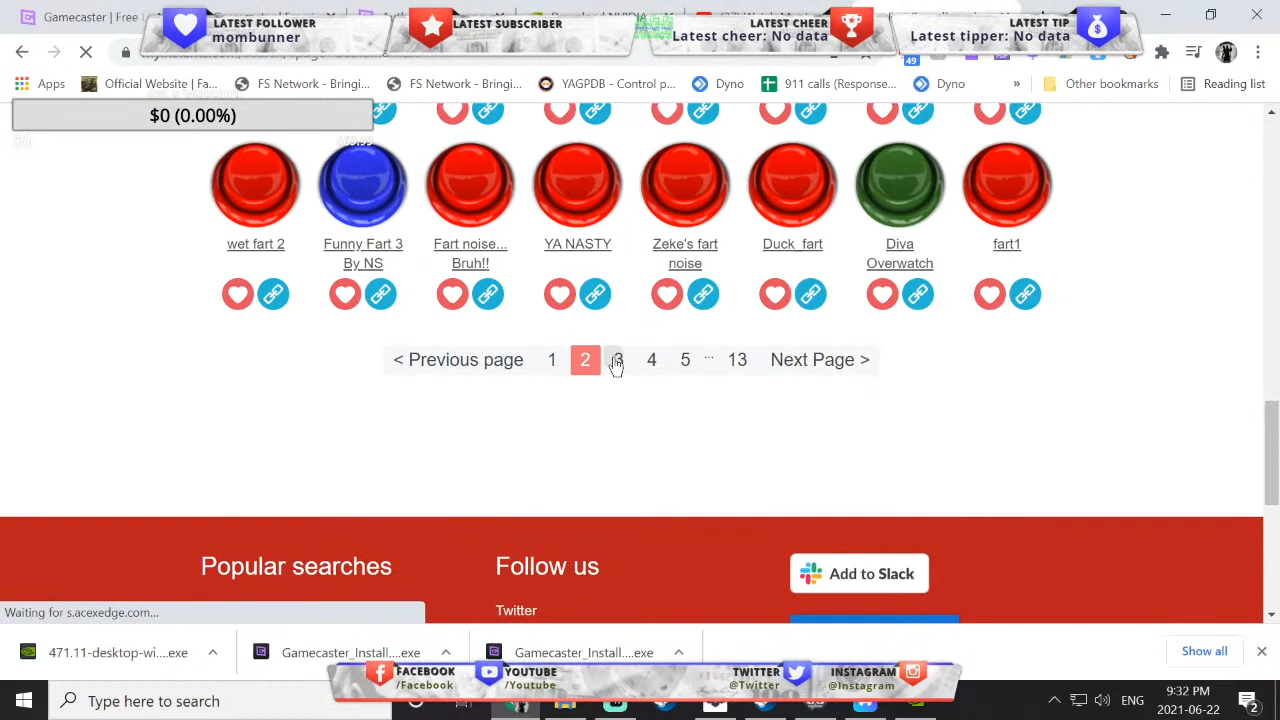 LATEST FOLLOWER
mombunner
LATEST SUBSCRIBER
LATEST CHEER
Latest cheer: No data
LATEST TIP
Latest tipper: No data
49
Apps
Official Website | Fa...
FS Network - Bringi...
FS Network - Bringi...
YAGPDB - Control p...
Dyno
911 calls (Response...
Dyno
»
Other bookmarks
Reading list
$0 (0.00%)
wet fart 2
Funny Fart 3
By NS
Fart noise...
Bruh!!
YA NASTY
Zeke's fart
noise
Duck_fart
Diva
Overwatch
fart1
< Previous page 1 2 3 4 5 ... 13 Next Page >
Popular searches
Follow us
Add to Slack
Twitter
Waiting for s.acexedge.com...
471.11-desktop-wi....exe
Gamecaster_Install....exe
Gamecaster_Install....exe
Show all
FACEBOOK
/Facebook
YOUTUBE
/Youtube
TWITTER
@Twitter
INSTAGRAM
@Instagram
Type here to search
ENG
9:32 PM
2021-06-22
2